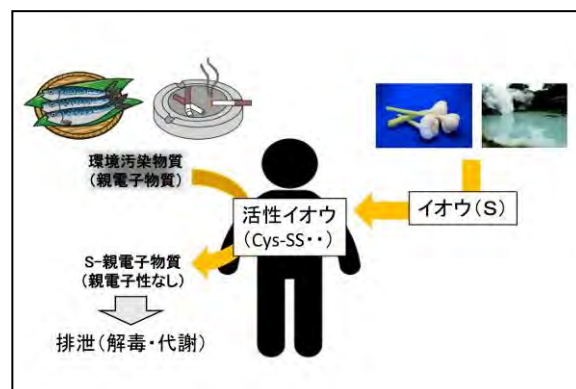 環境汚染物質
(親電子物質)
活性イオウ
(Cys-SS・・)
イオウ(S)
S-親電子物質
(親電子性なし)
排泄(解毒・代謝)